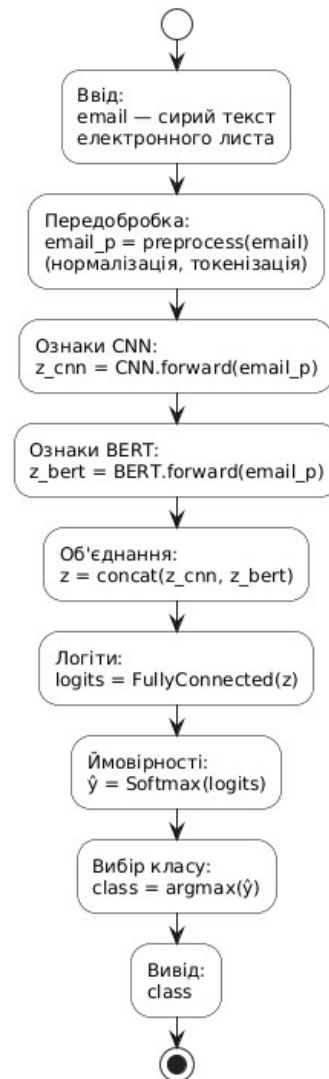 Ввід:
email — сирий текст
електронного листа
Передобробка:
email_p = preprocess(email)
(нормалізація, токенізація)
Ознаки CNN:
z_cnn = CNN.forward(email_p)
Ознаки BERT:
z_bert = BERT.forward(email_p)
Об'єднання:
z = concat(z_cnn, z_bert)
Логіти:
logits = FullyConnected(z)
Ймовірності:
ŷ = Softmax(logits)
Вибір класу:
class = argmax(ŷ)
Вивід:
class